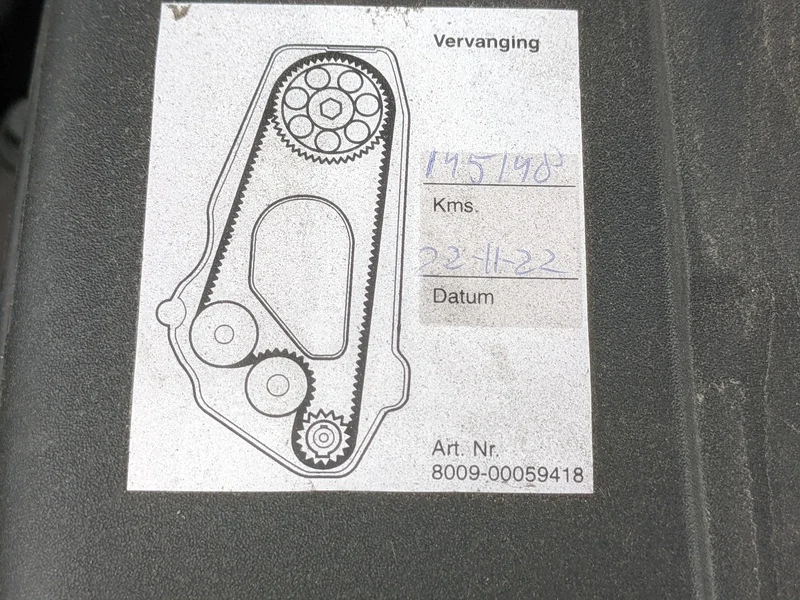 Vervanging
145148
Kms.
22-11-22
Datum
Art. Nr.
8009-00059418